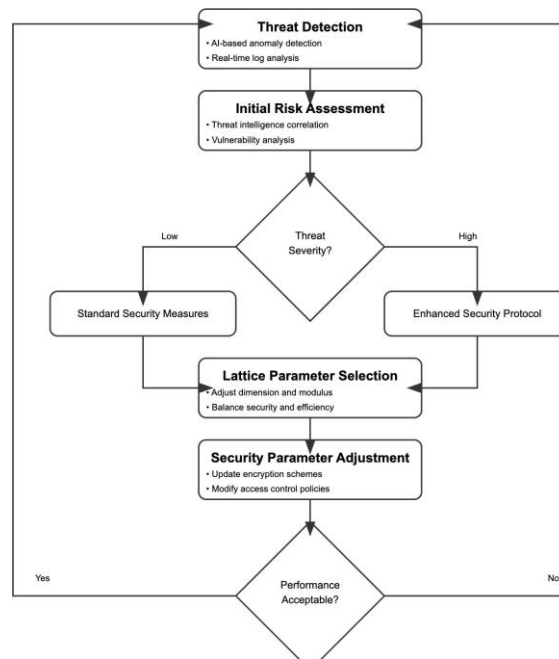 Threat Detection
• AI-based anomaly detection
• Real-time log analysis
Initial Risk Assessment
• Threat intelligence correlation
• Vulnerability analysis
Threat
Severity?
Low
High
Standard Security Measures
Enhanced Security Protocol
Lattice Parameter Selection
• Adjust dimension and modulus
• Balance security and efficiency
Security Parameter Adjustment
• Update encryption schemes
• Modify access control policies
Performance
Acceptable?
Yes
No